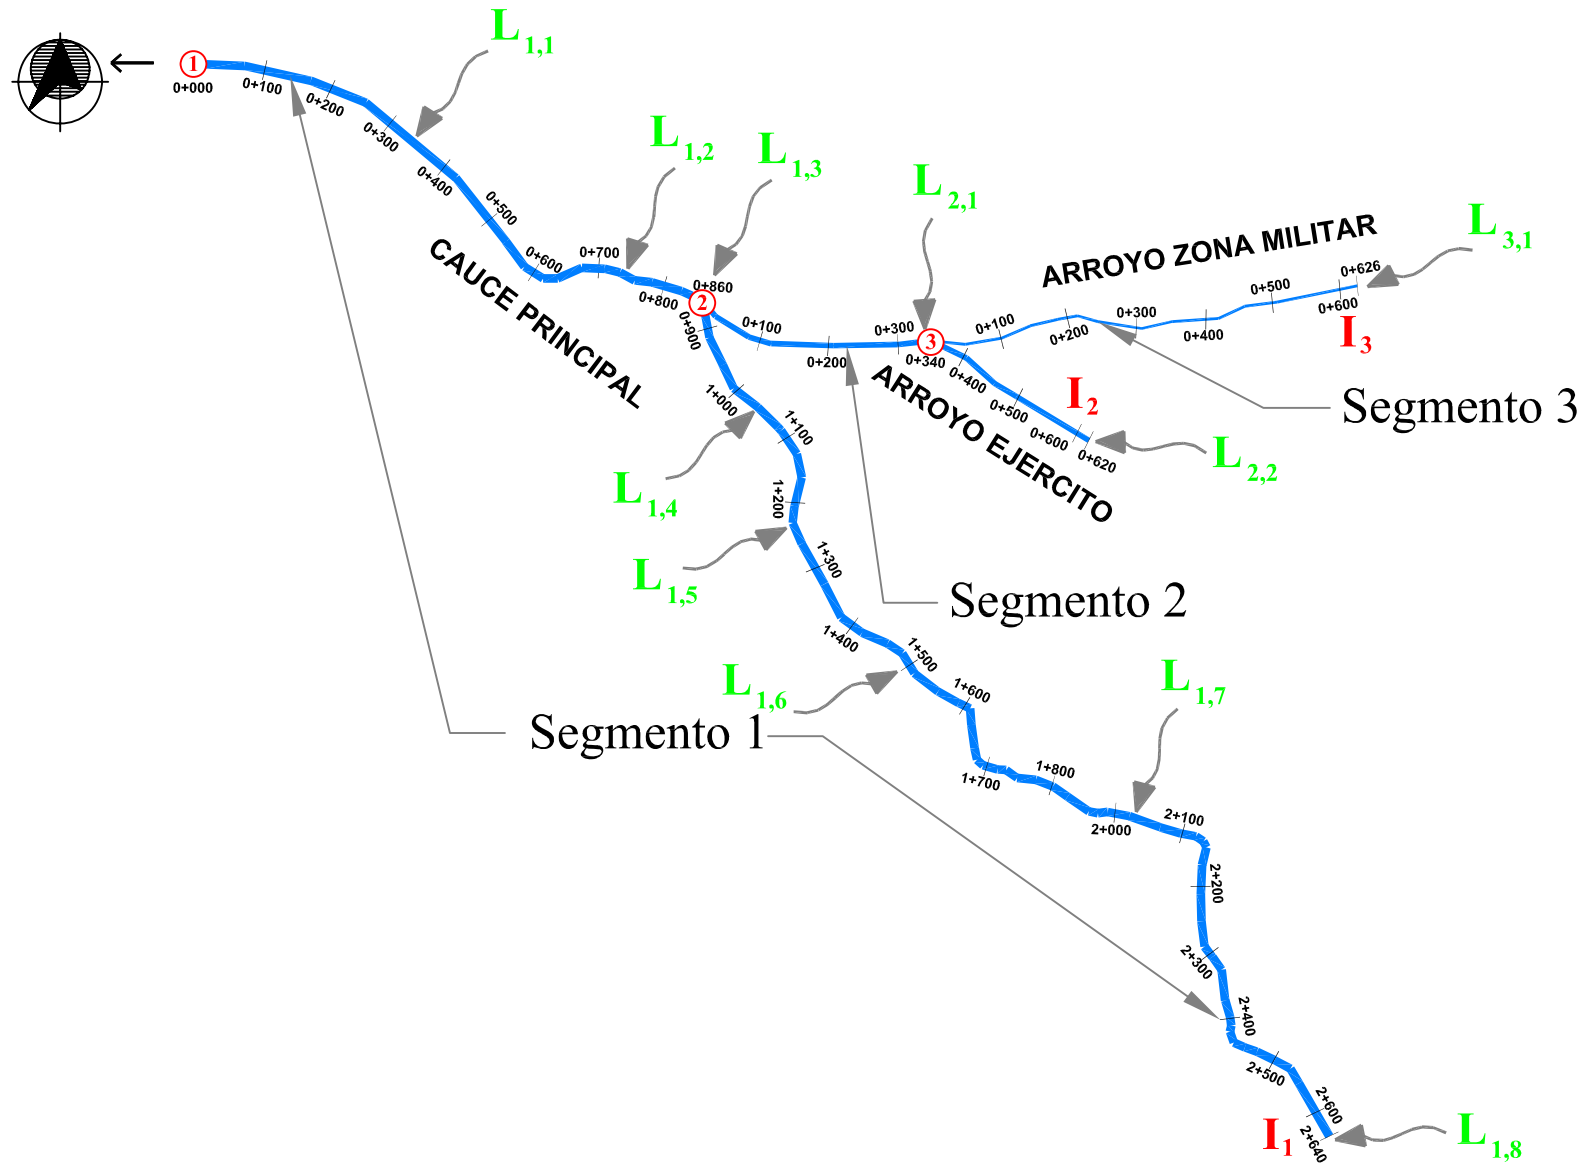 L1,1
1
0+000
0+100
0+200
0+300
0+400
0+500
0+600
0+700
0+800
0+860
2
L1,2
L1,3
CAUCE PRINCIPAL
0+900
1+000
1+100
1+200
1+300
1+400
1+500
1+600
1+700
1+800
2+000
2+100
2+200
2+300
2+400
2+500
2+600
2+640
L1,4
L1,5
L1,6
L1,7
L1,8
I1
Segmento 1
L2,1
0+100
0+200
0+300
0+340
3
0+400
0+500
0+600
0+620
ARROYO EJERCITO
I2
L2,2
Segmento 2
ARROYO ZONA MILITAR
0+100
0+200
0+300
0+400
0+500
0+600
0+626
L3,1
I3
Segmento 3